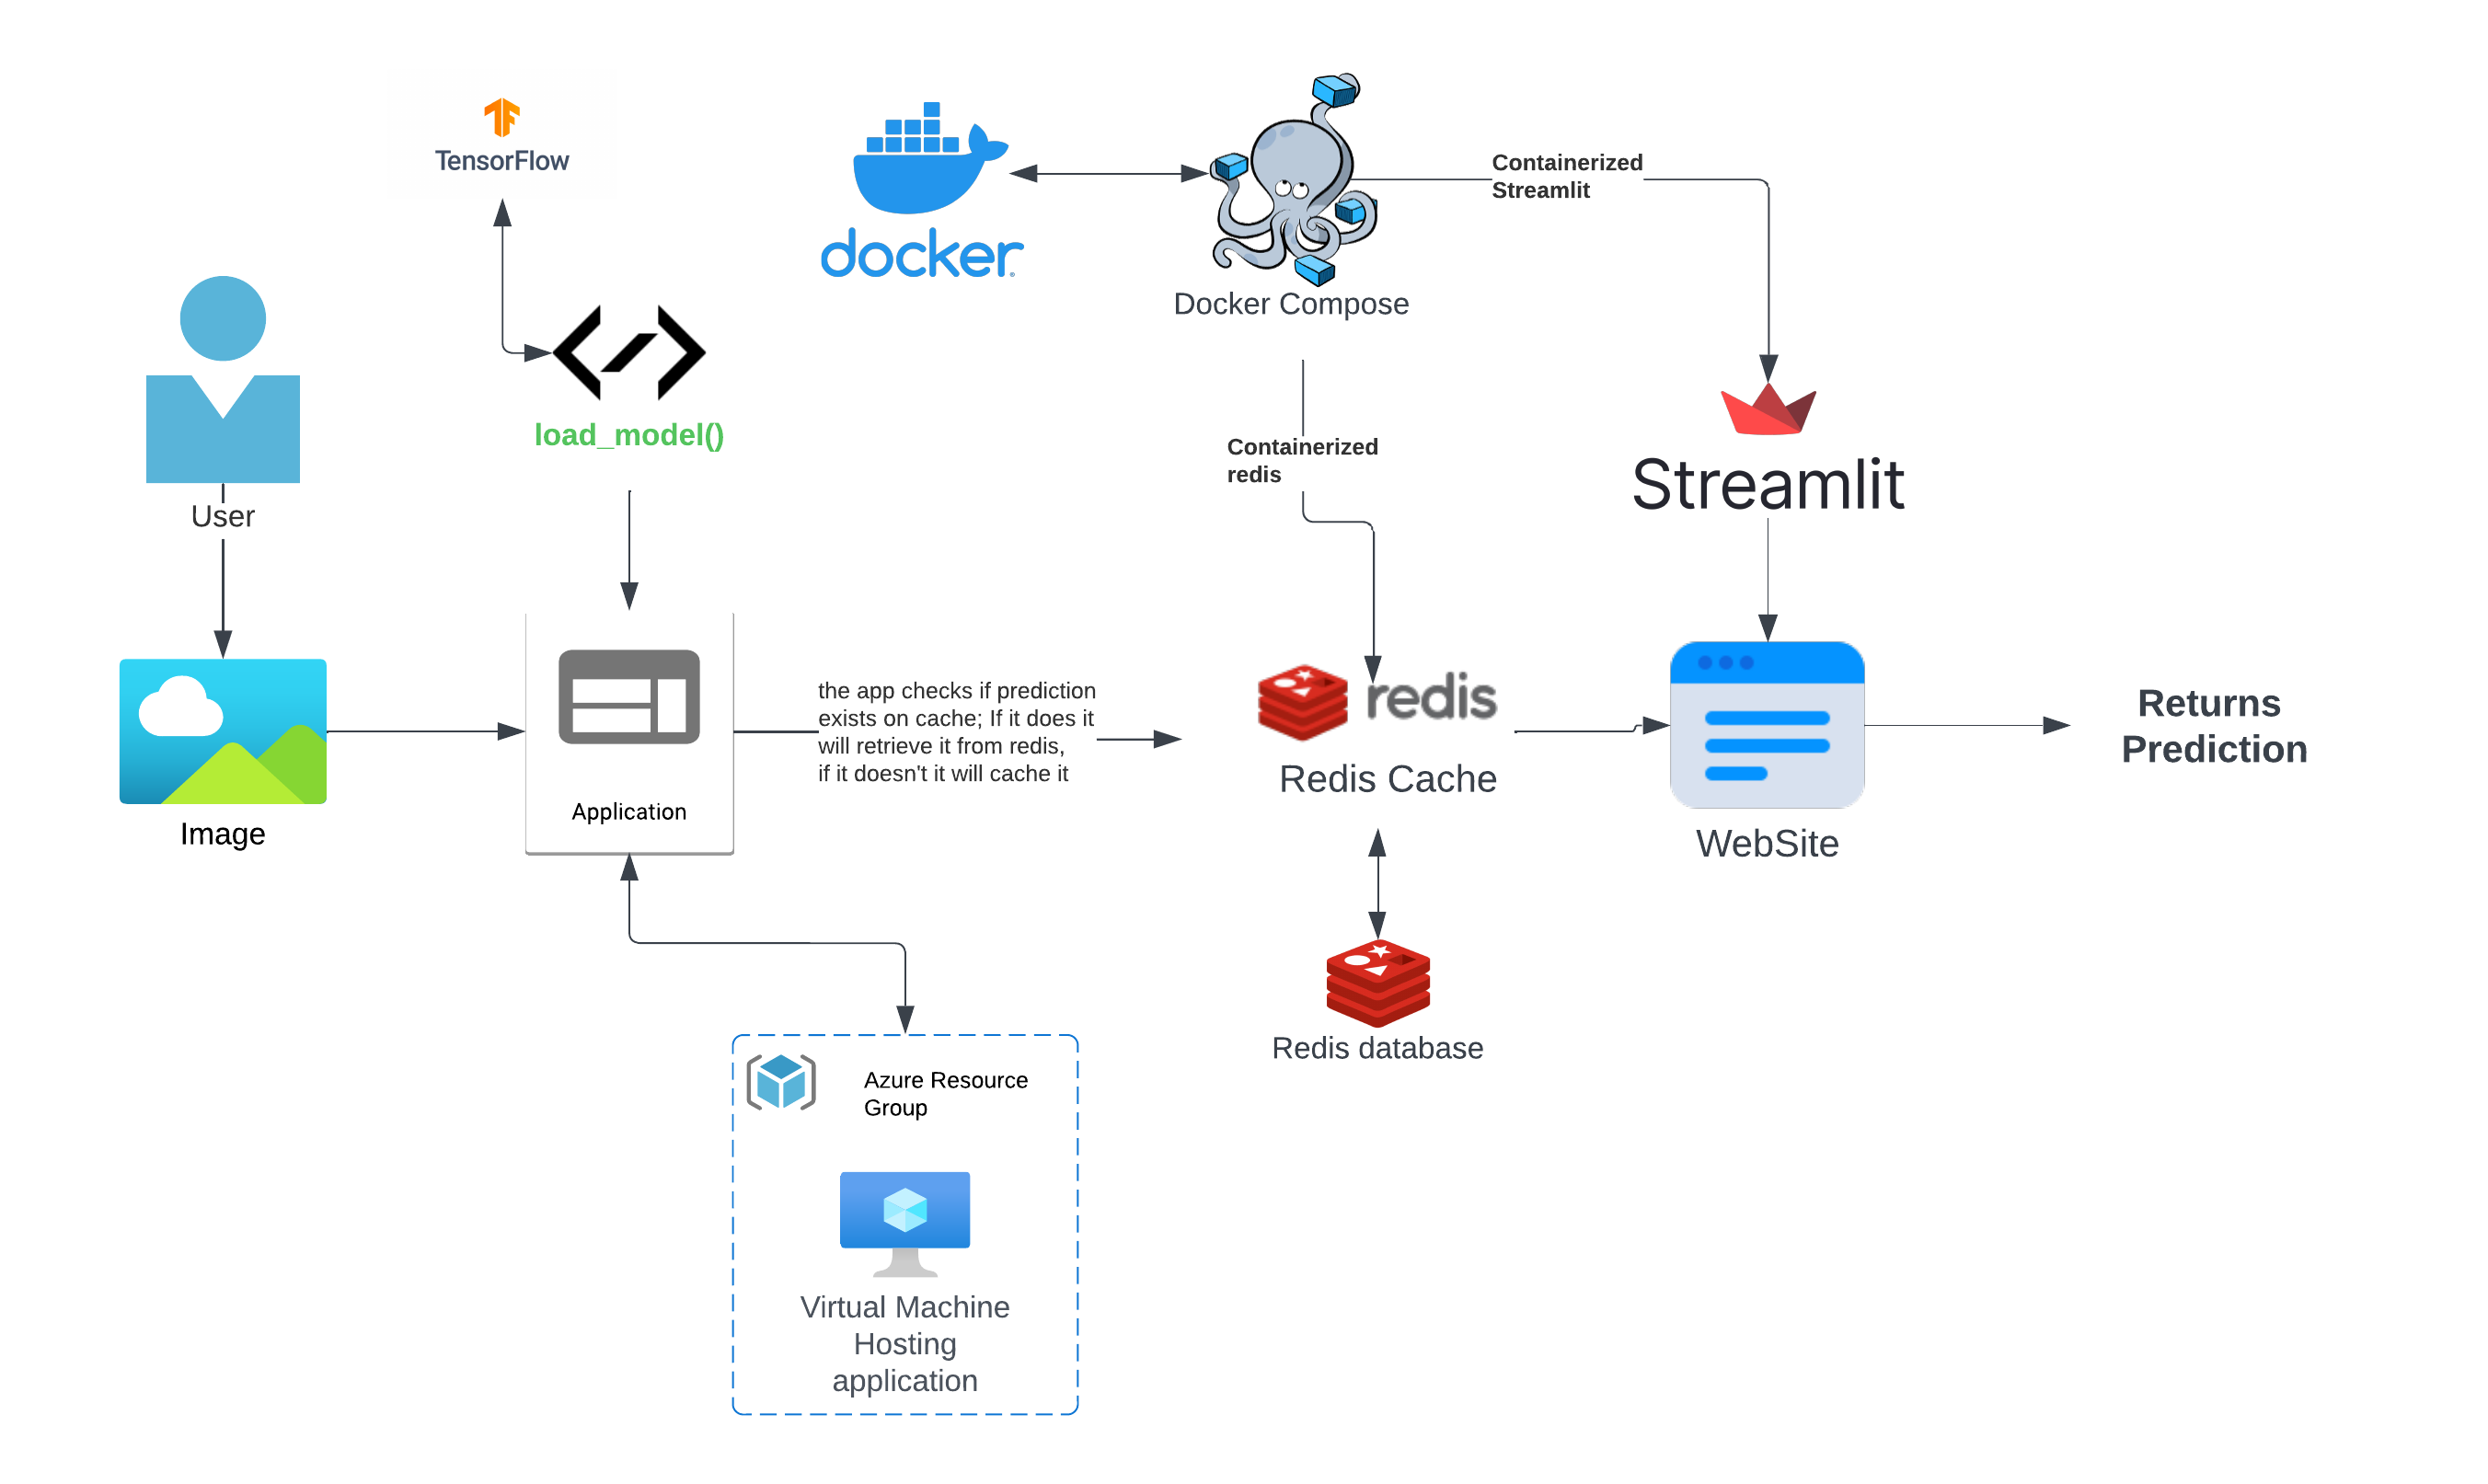 TensorFlow
docker
Docker Compose
Containerized
Streamlit
load_model()
User
Containerized
redis
Streamlit
Image
Application
the app checks if prediction
exists on cache; If it does it
will retrieve it from redis,
if it doesn't it will cache it
redis
Redis Cache
WebSite
Returns
Prediction
Redis database
Azure Resource
Group
Virtual Machine
Hosting
application